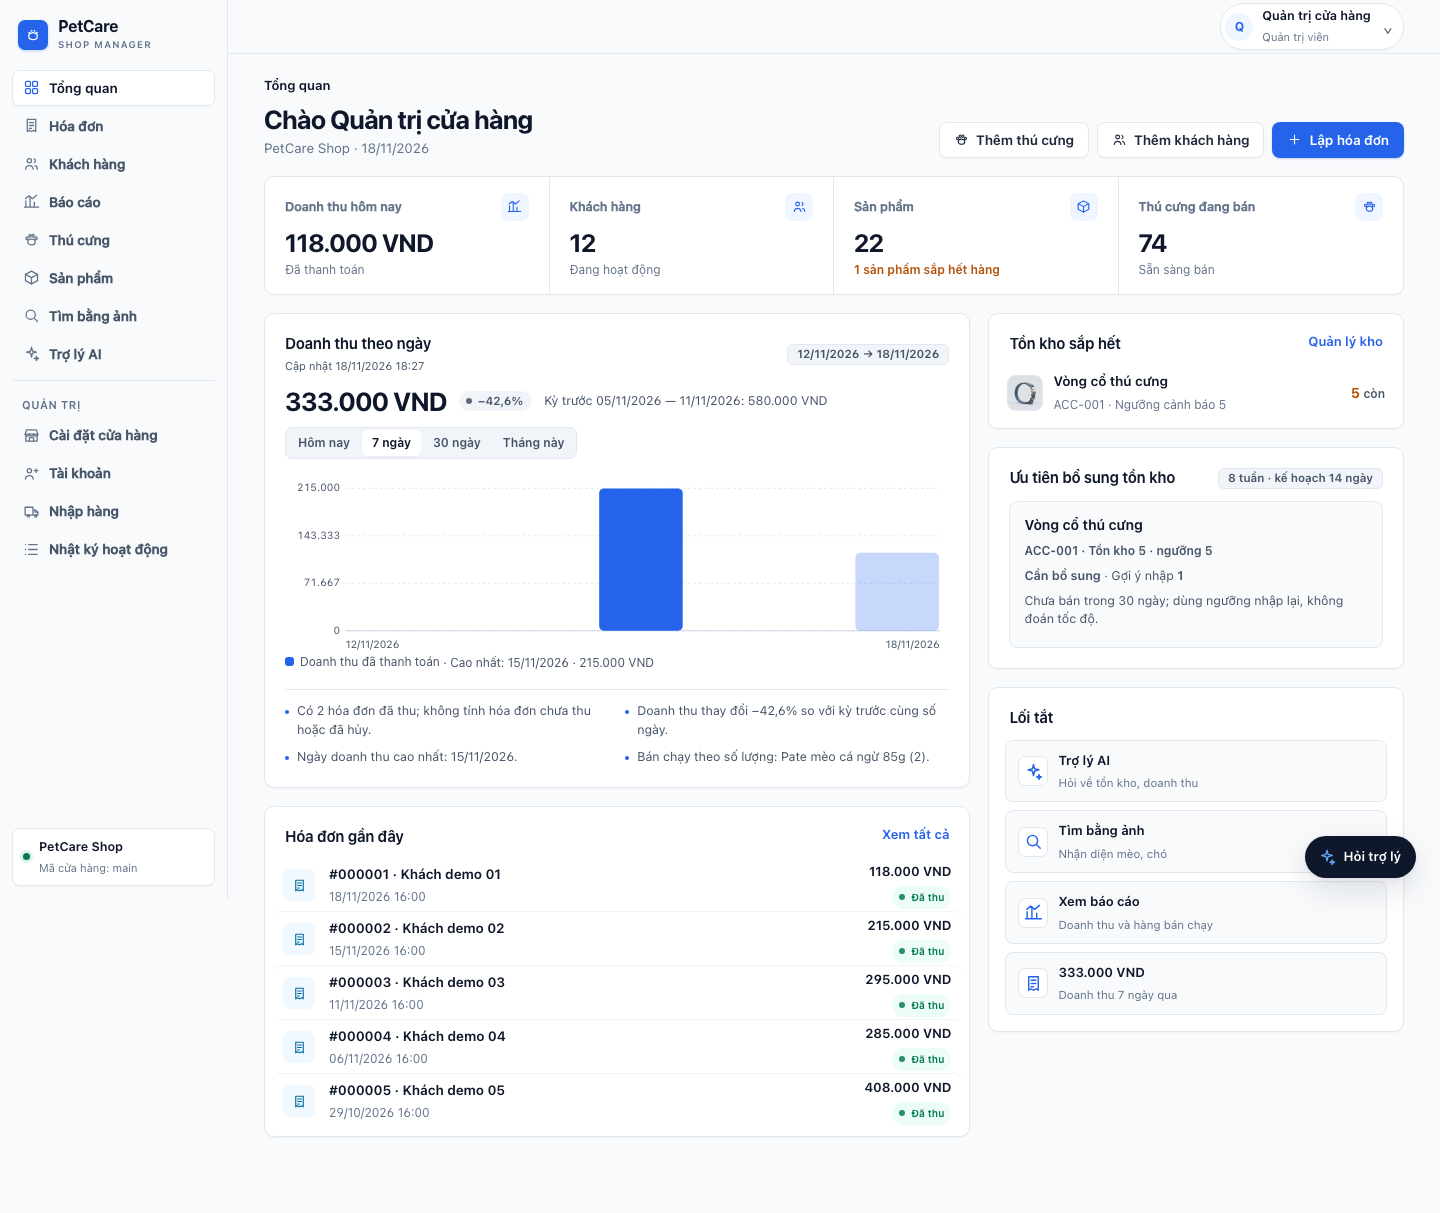 PetCare
SHOP MANAGER
Tổng quan
Hóa đơn
Khách hàng
Báo cáo
Thú cưng
Sản phẩm
Tìm bằng ảnh
Trợ lý AI
QUẢN TRỊ
Cài đặt cửa hàng
Tài khoản
Nhập hàng
Nhật ký hoạt động
PetCare Shop
Mã cửa hàng: main
Q
Quản trị cửa hàng
Quản trị viên
Tổng quan
Chào Quản trị cửa hàng
PetCare Shop · 18/11/2026
Thêm thú cưng
Thêm khách hàng
Lập hóa đơn
Doanh thu hôm nay
118.000 VND
Đã thanh toán
Khách hàng
12
Đang hoạt động
Sản phẩm
22
1 sản phẩm sắp hết hàng
Thú cưng đang bán
74
Sẵn sàng bán
Doanh thu theo ngày
Cập nhật 18/11/2026 18:27
12/11/2026 → 18/11/2026
333.000 VND
−42,6%
Kỳ trước 05/11/2026 — 11/11/2026: 580.000 VND
Hôm nay
7 ngày
30 ngày
Tháng này
215.000
143.333
71.667
0
12/11/2026
18/11/2026
Doanh thu đã thanh toán · Cao nhất: 15/11/2026 · 215.000 VND
Có 2 hóa đơn đã thu; không tính hóa đơn chưa thu
hoặc đã hủy.
Doanh thu thay đổi −42,6% so với kỳ trước cùng số
ngày.
Ngày doanh thu cao nhất: 15/11/2026.
Bán chạy theo số lượng: Pate mèo cá ngừ 85g (2).
Hóa đơn gần đây
Xem tất cả
#000001 · Khách demo 01
18/11/2026 16:00
118.000 VND
Đã thu
#000002 · Khách demo 02
15/11/2026 16:00
215.000 VND
Đã thu
#000003 · Khách demo 03
11/11/2026 16:00
295.000 VND
Đã thu
#000004 · Khách demo 04
06/11/2026 16:00
285.000 VND
Đã thu
#000005 · Khách demo 05
29/10/2026 16:00
408.000 VND
Đã thu
Tồn kho sắp hết
Quản lý kho
Vòng cổ thú cưng
ACC-001 · Ngưỡng cảnh báo 5
5 còn
Ưu tiên bổ sung tồn kho
8 tuần · kế hoạch 14 ngày
Vòng cổ thú cưng
ACC-001 · Tồn kho 5 · ngưỡng 5
Cần bổ sung · Gợi ý nhập 1
Chưa bán trong 30 ngày; dùng ngưỡng nhập lại, không
đoán tốc độ.
Lối tắt
Trợ lý AI
Hỏi về tồn kho, doanh thu
Tìm bằng ảnh
Nhận diện mèo, chó
Hỏi trợ lý
Xem báo cáo
Doanh thu và hàng bán chạy
333.000 VND
Doanh thu 7 ngày qua